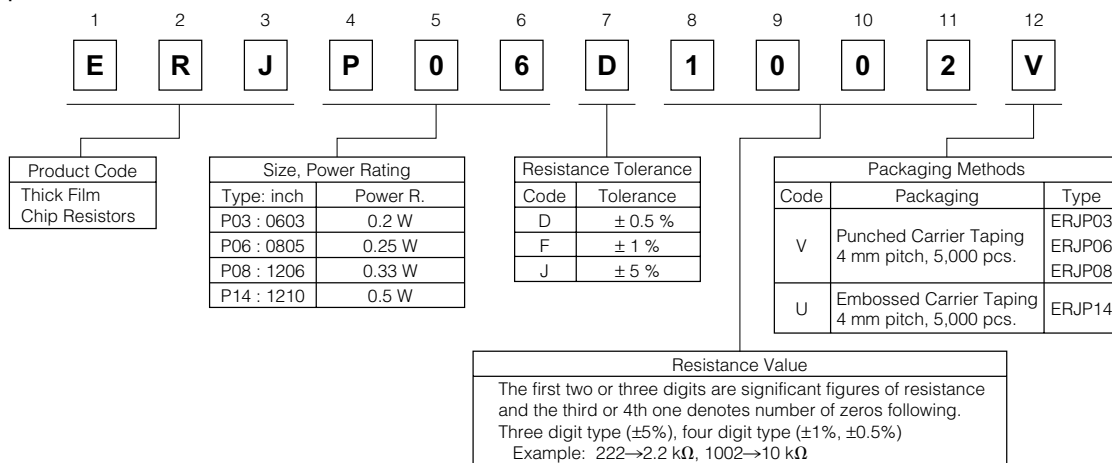 1 2 3 4 5 6 7 8 9 10 11 12
E R J P 0 6 D 1 0 0 2 V
Product Code
Thick Film
Chip Resistors
Size, Power Rating
Type: inch Power R.
P03 : 0603 0.2 W
P06 : 0805 0.25 W
P08 : 1206 0.33 W
P14 : 1210 0.5 W
Resistance Tolerance
Code Tolerance
D ± 0.5 %
F ± 1 %
J ± 5 %
Packaging Methods
Code Packaging Type
V Punched Carrier Taping
4 mm pitch, 5,000 pcs.
ERJP03
ERJP06
ERJP08
U Embossed Carrier Taping
4 mm pitch, 5,000 pcs.
ERJP14
Resistance Value
The first two or three digits are significant figures of resistance
and the third or 4th one denotes number of zeros following.
Three digit type (±5%), four digit type (±1%, ±0.5%)
Example: 222→2.2 kΩ, 1002→10 kΩ